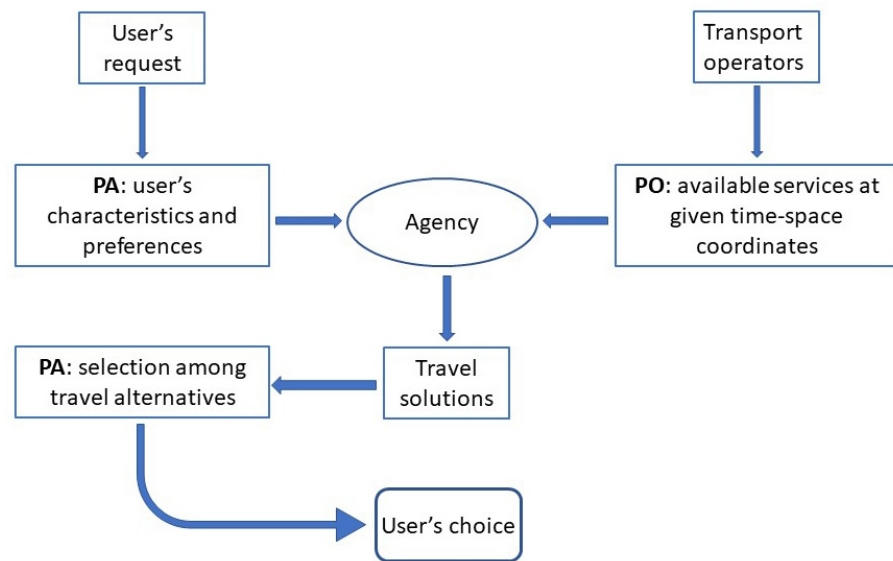 User's
request
Transport
operators
PA: user's
characteristics and
preferences
Agency
PO: available services at
given time-space
coordinates
PA: selection among
travel alternatives
Travel
solutions
User's choice